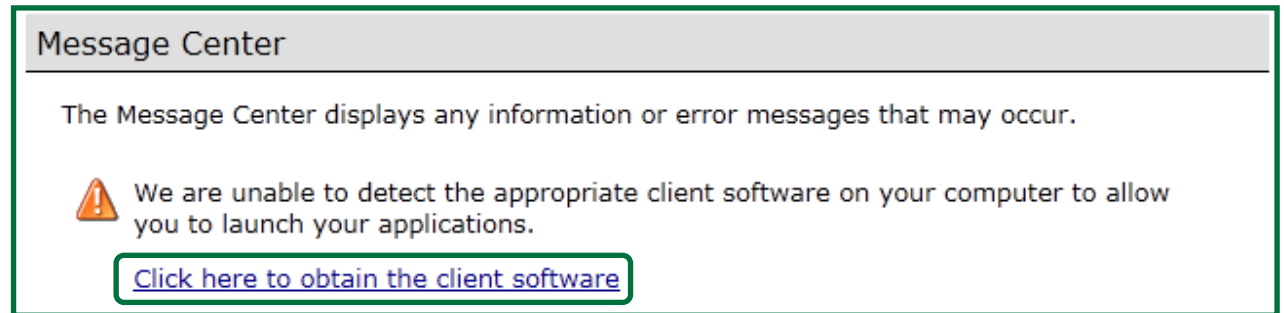 Message Center
The Message Center displays any information or error messages that may occur.
We are unable to detect the appropriate client software on your computer to allow
you to launch your applications.
Click here to obtain the client software